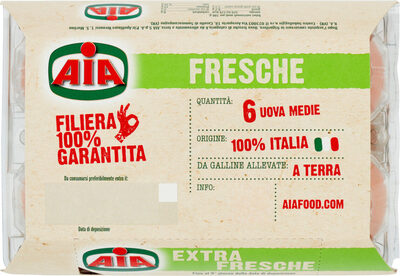 AIA
FRESCHE
FILIERA
100%
GARANTITA
QUANTITÀ:
6 UOVA MEDIE
ORIGINE:
100% ITALIA
DA GALLINE ALLEVATE:
A TERRA
INFO:
AIAFOOD.COM
Da consumarsi preferibilmente entro il:
Data di deposizione
AIA
EXTRA
FRESCHE